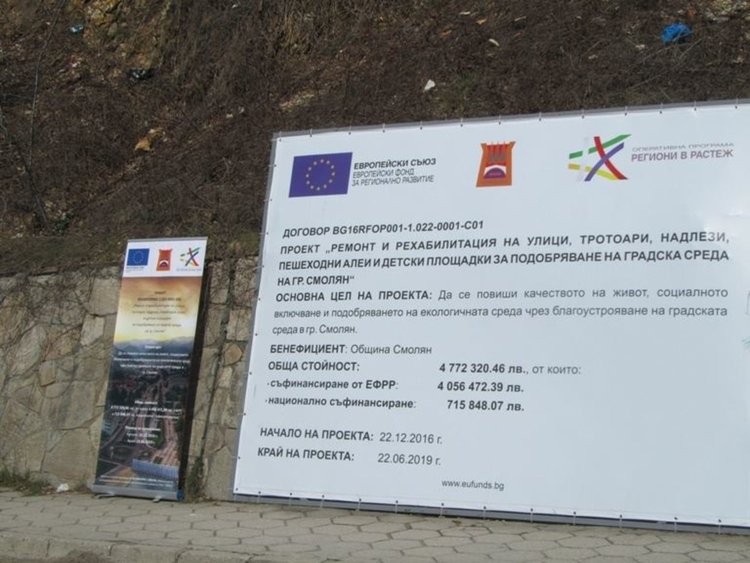 ЕВРОПЕЙСКИ СЪЮЗ
ЕВРОПЕЙСКИ ФОНД
ЗА РЕГИОНАЛНО РАЗВИТИЕ
ОПЕРАТИВНА ПРОГРАМА
РЕГИОНИ В РАСТЕЖ
ДОГОВОР BG16RFOP001-1.022-0001-C01
ПРОЕКТ „РЕМОНТ И РЕХАБИЛИТАЦИЯ НА УЛИЦИ, ТРОТОАРИ, НАДЛЕЗИ,
ПЕШЕХОДНИ АЛЕИ И ДЕТСКИ ПЛОЩАДКИ ЗА ПОДОБРЯВАНЕ НА ГРАДСКА СРЕДА
НА ГР. СМОЛЯН"
ОСНОВНА ЦЕЛ НА ПРОЕКТА: Да се повиши качеството на живот, социалното
включване и подобряването на екологичната среда чрез благоустрояване на градската
среда в гр. Смолян.
БЕНЕФИЦИЕНТ: Община Смолян
ОБЩА СТОЙНОСТ: 4 772 320.46 лв., от които:
·съфинансиране от ЕФРР: 4 056 472.39 лв.
·национално съфинансиране: 715 848.07 лв.
НАЧАЛО НА ПРОЕКТА: 22.12.2016 г.
КРАЙ НА ПРОЕКТА: 22.06.2019 г.
www.eufunds.bg